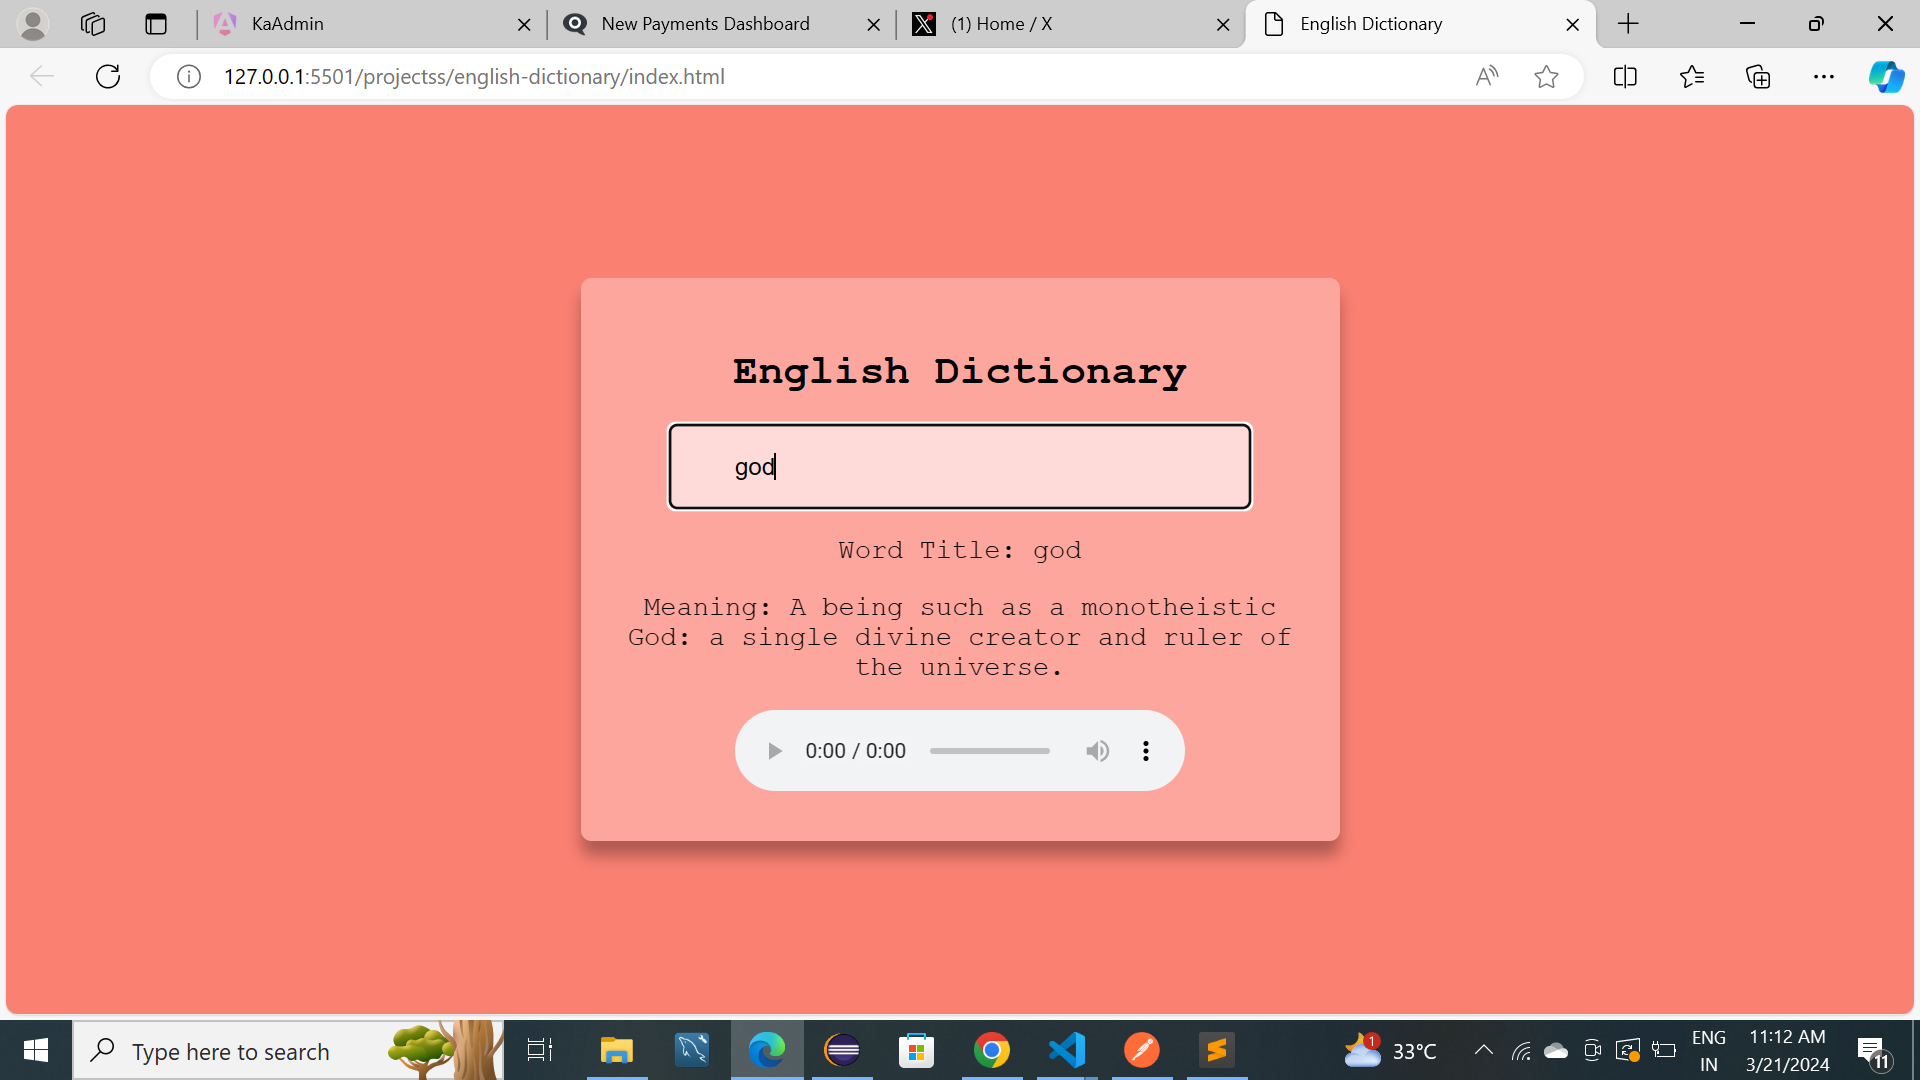 KaAdmin
New Payments Dashboard
(1) Home / X
English Dictionary
127.0.0.1:5501/projectss/english-dictionary/index.html
English Dictionary
god
Word Title: god
Meaning: A being such as a monotheistic
God: a single divine creator and ruler of
the universe.
0:00 / 0:00
Type here to search
1
33°C
ENG
IN
11:12 AM
3/21/2024
11